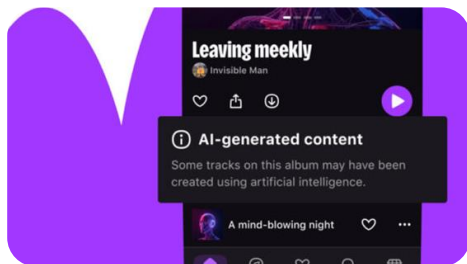 Leaving meekly
Invisible Man
AI-generated content
Some tracks on this album may have been
created using artificial intelligence.
A mind-blowing night